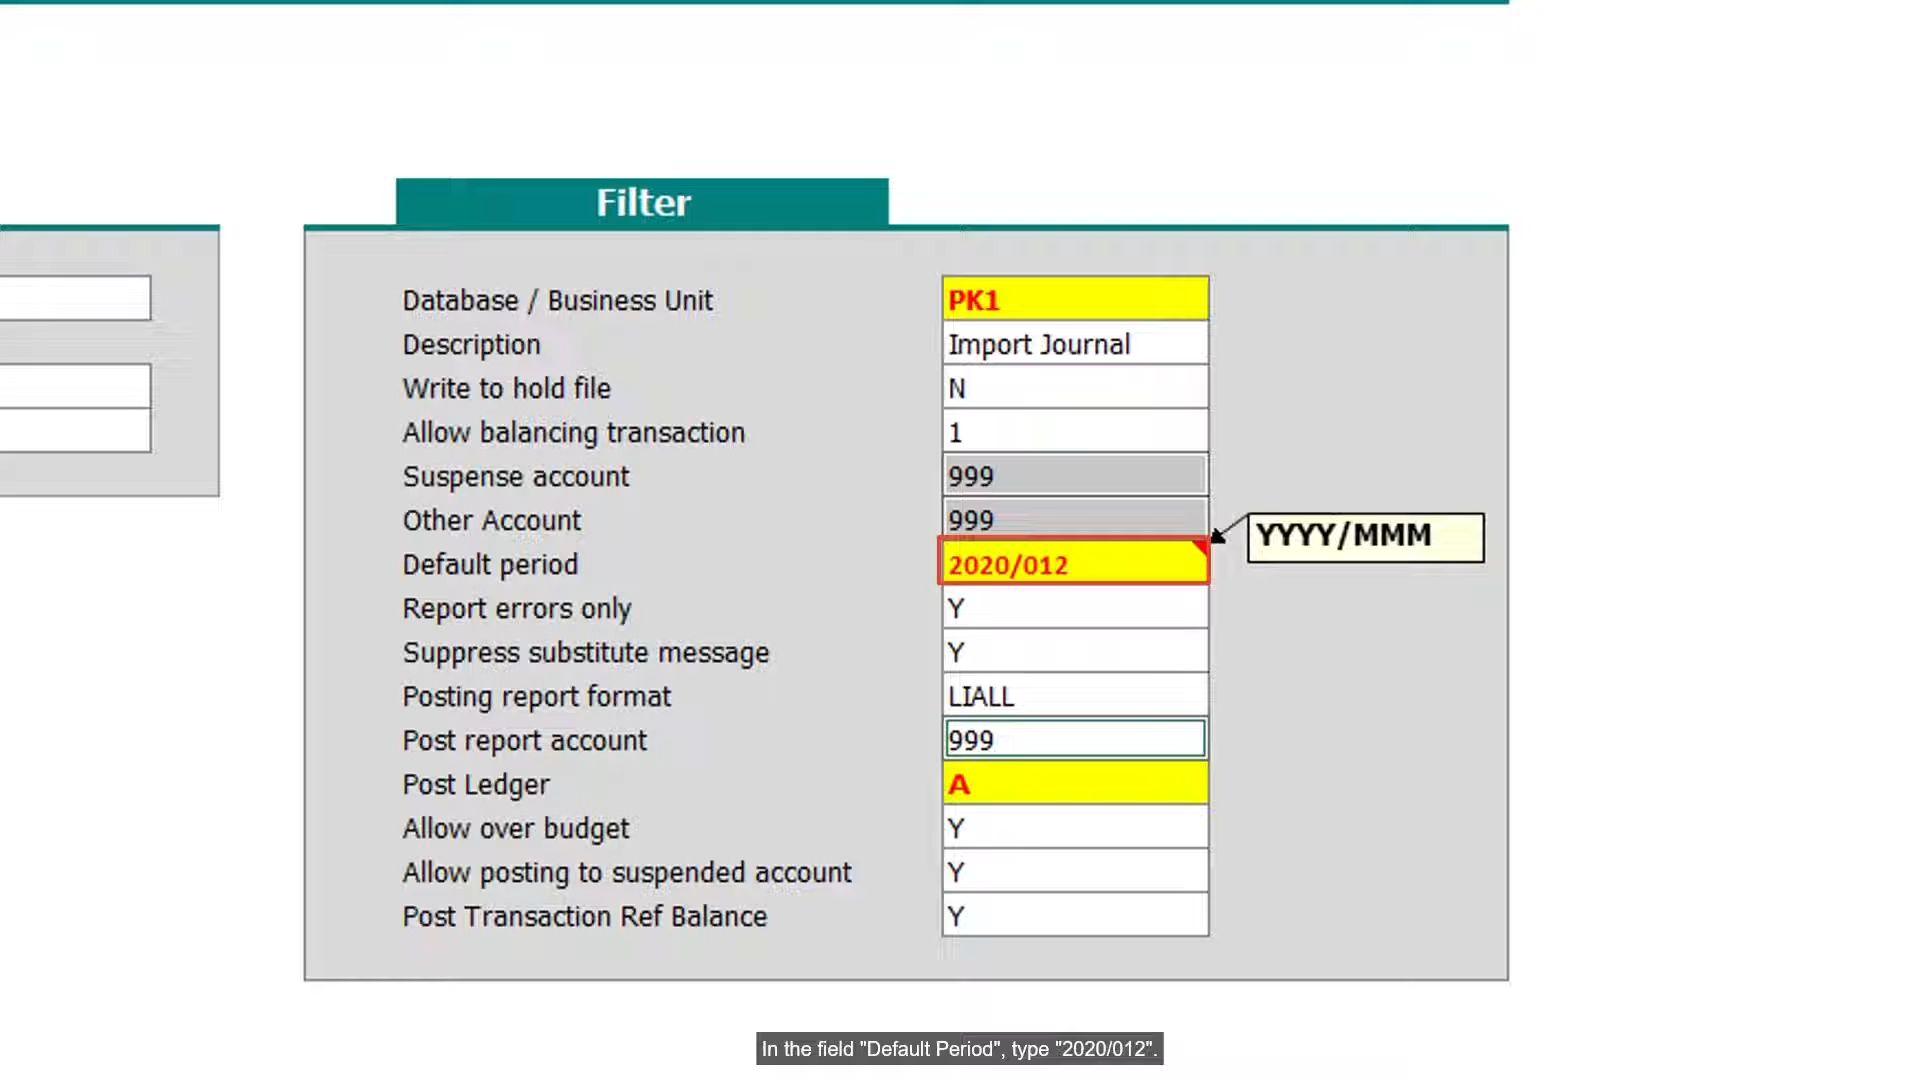 Filter
Database / Business Unit PK1
Description Import Journal
Write to hold file N
Allow balancing transaction 1
Suspense account 999
Other Account 999
YYYY/MMM
Default period 2020/012
Report errors only Y
Suppress substitute message Y
Posting report format LIALL
Post report account 999
Post Ledger A
Allow over budget Y
Allow posting to suspended account Y
Post Transaction Ref Balance Y
In the field "Default Period", type "2020/012".